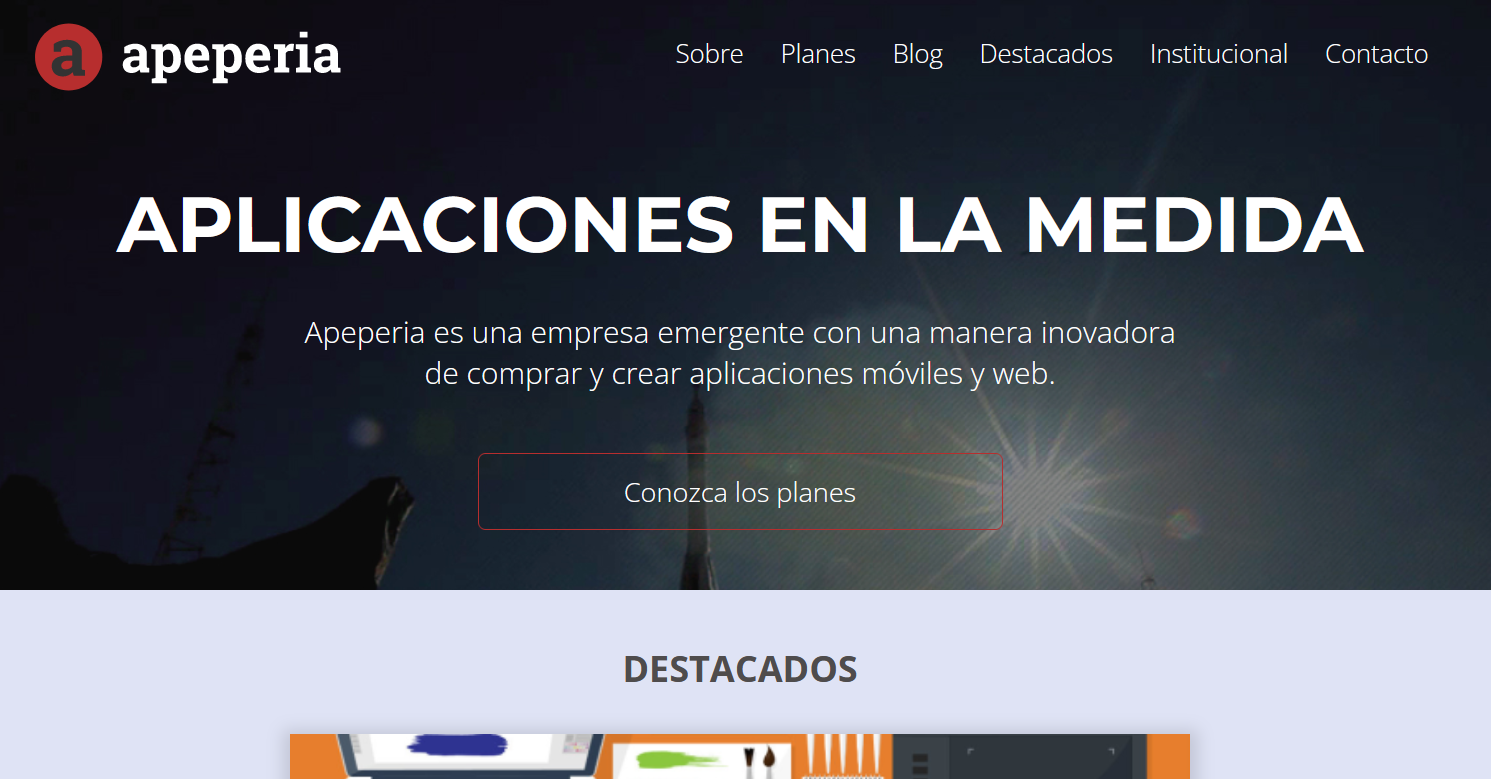 a apeperia
Sobre Planes Blog Destacados Institucional Contacto
APLICACIONES EN LA MEDIDA
Apeperia es una empresa emergente con una manera inovadora
de comprar y crear aplicaciones móviles y web.
Conozca los planes
DESTACADOS